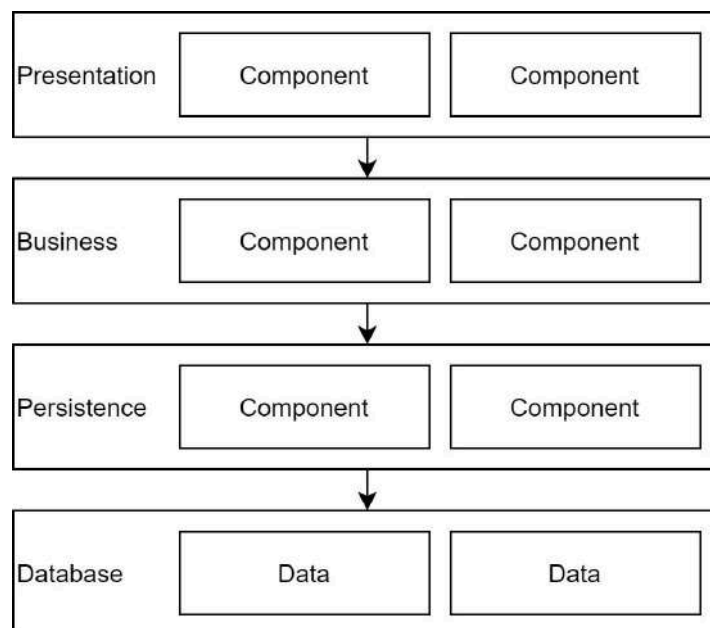 Presentation Component Component
Business Component Component
Persistence Component Component
Database Data Data